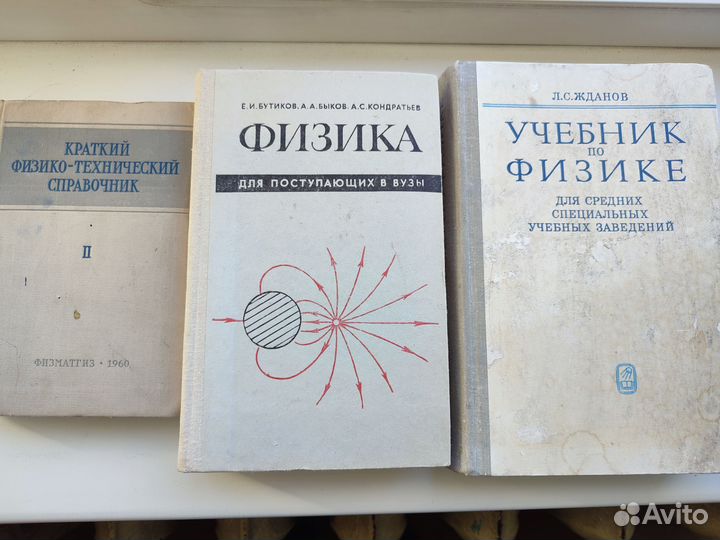 КРАТКИЙ
ФИЗИКО-ТЕХНИЧЕСКИЙ
СПРАВОЧНИК
II
ФИЗМАТГИЗ · 1960
Е.И.БУТИКОВ, А.А.БЫКОВ, А.С.КОНДРАТЬЕВ
ФИЗИКА
ДЛЯ ПОСТУПАЮЩИХ В ВУЗЫ
Л.С.ЖДАНОВ
УЧЕБНИК
ПО
ФИЗИКЕ
ДЛЯ СРЕДНИХ
СПЕЦИАЛЬНЫХ
УЧЕБНЫХ ЗАВЕДЕНИЙ
Avito